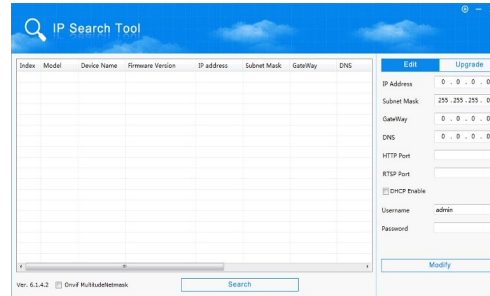 IP Search Tool
Index Model Device Name Firmware Version IP address Subnet Mask GateWay DNS
Edit Upgrade
IP Address 0 . 0 . 0 . 0
Subnet Mask 255 . 255 . 255 . 0
GateWay 0 . 0 . 0 . 0
DNS 0 . 0 . 0 . 0
HTTP Port
RTSP Port
DHCP Enable
Username admin
Password
Modify
Ver. 6.1.4.2 Onvif MultitudeNetmask Search